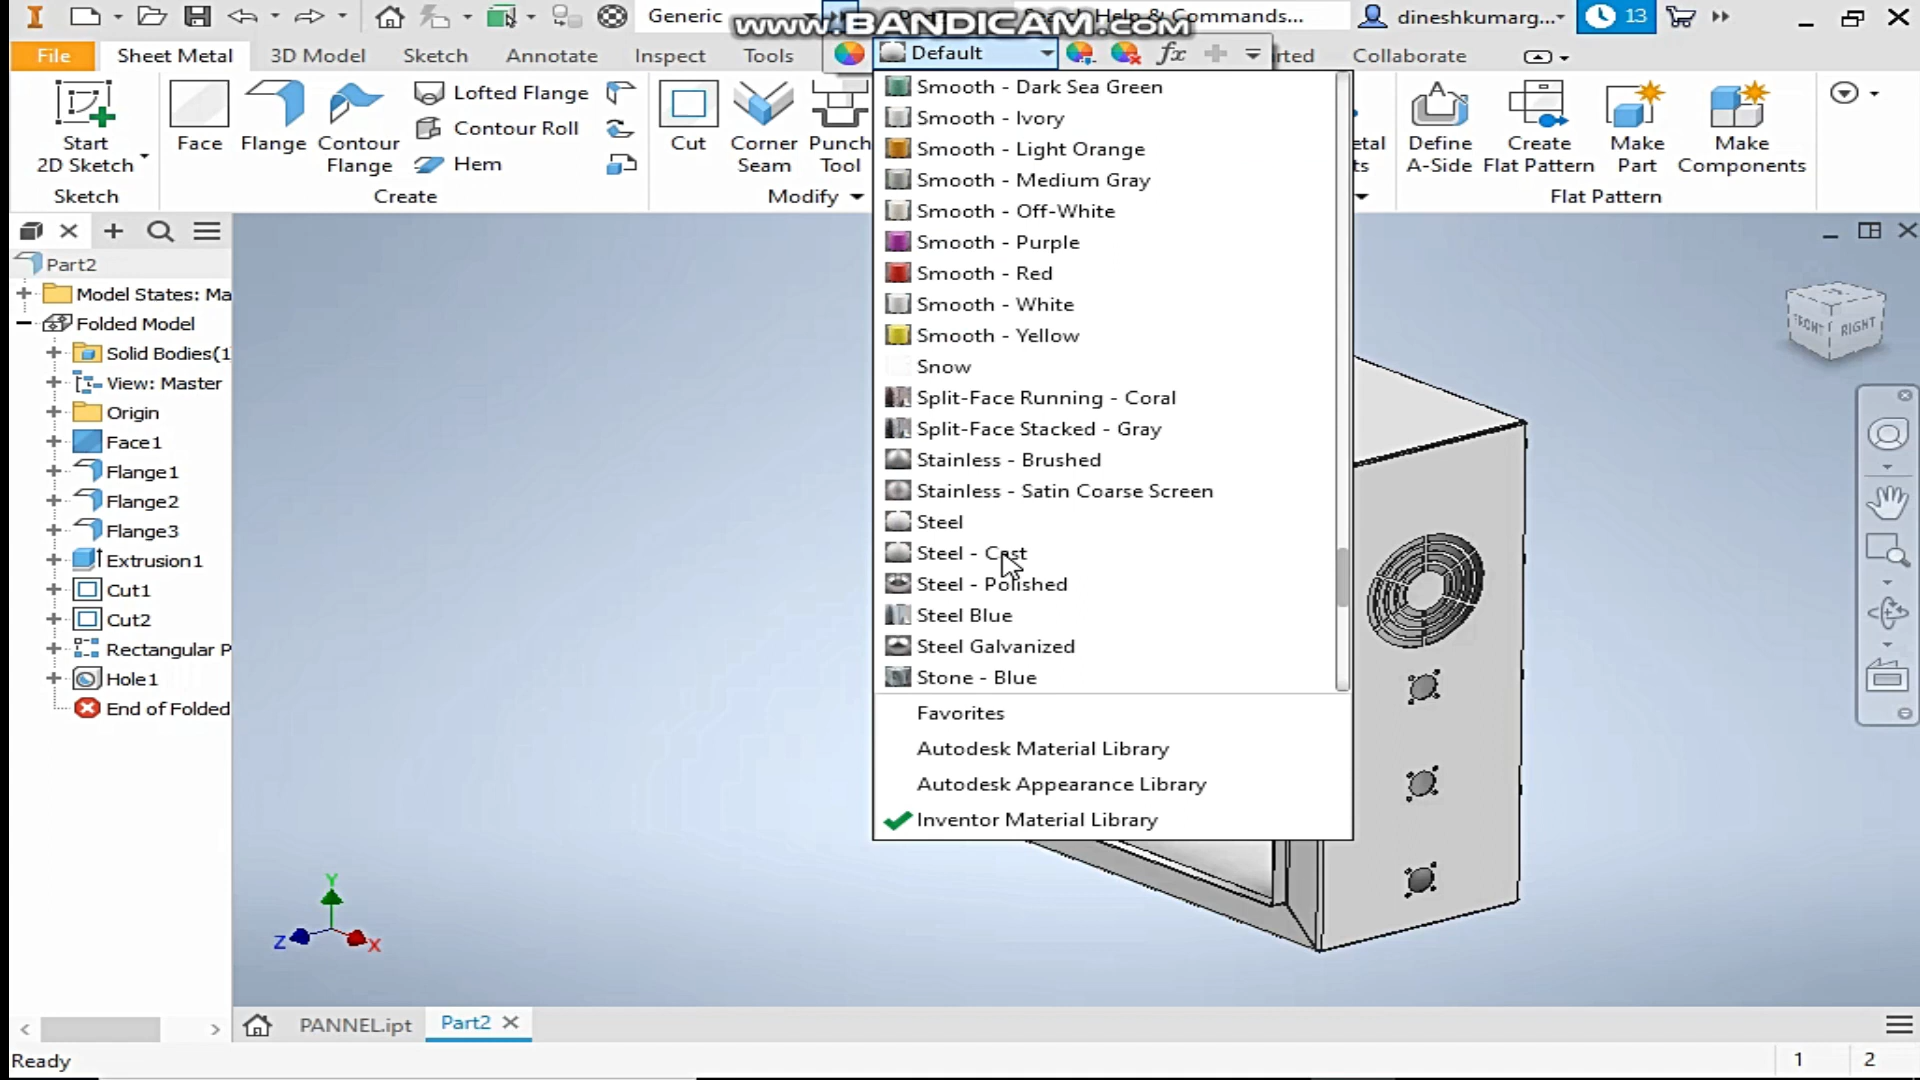 Generic
www.BANDICAM.com
Search Help & Commands...
dineshkumarg...
13
File
Sheet Metal
3D Model
Sketch
Annotate
Inspect
Tools
Default
fx
Collaborate
Start
2D Sketch
Face
Flange
Contour
Flange
Lofted Flange
Contour Roll
Hem
Cut
Corner
Seam
Punch
Tool
Define
A-Side
Create
Flat Pattern
Make
Part
Make
Components
Sketch
Create
Modify
Flat Pattern
Part2
Model States: Ma
Folded Model
Solid Bodies(1
View: Master
Origin
Face1
Flange1
Flange2
Flange3
Extrusion1
Cut1
Cut2
Rectangular P
Hole1
End of Folded
Smooth - Dark Sea Green
Smooth - Ivory
Smooth - Light Orange
Smooth - Medium Gray
Smooth - Off-White
Smooth - Purple
Smooth - Red
Smooth - White
Smooth - Yellow
Snow
Split-Face Running - Coral
Split-Face Stacked - Gray
Stainless - Brushed
Stainless - Satin Coarse Screen
Steel
Steel - Cast
Steel - Polished
Steel Blue
Steel Galvanized
Stone - Blue
Favorites
Autodesk Material Library
Autodesk Appearance Library
Inventor Material Library
FRONT
RIGHT
Y
Z
X
PANNEL.ipt
Part2
Ready
1
2